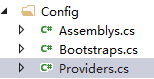 Config
C# Assemblys.cs
C# Bootstraps.cs
C# Providers.cs